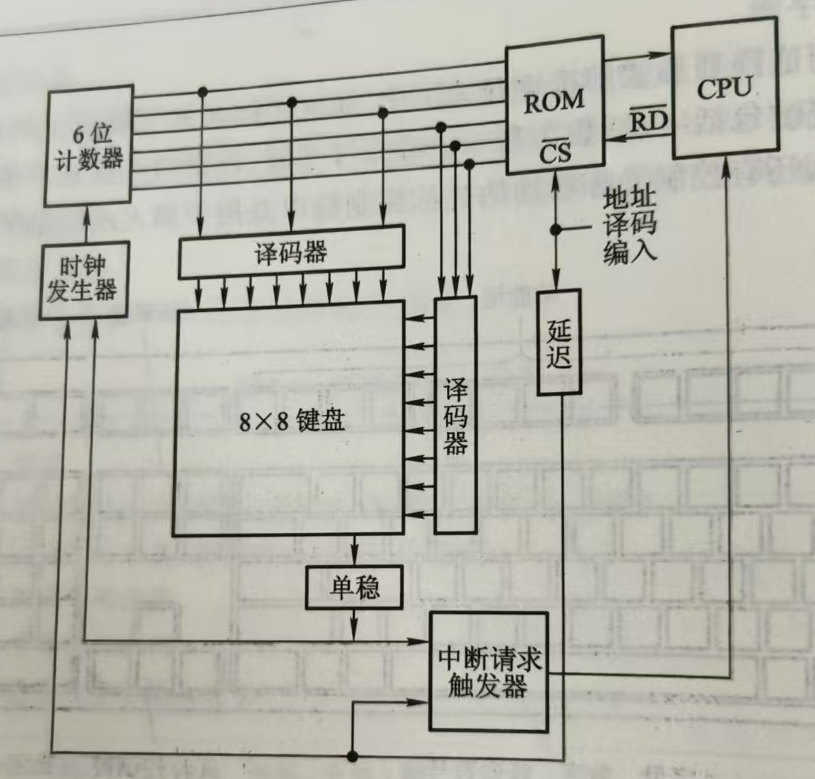 6位
计数器
ROM
CS
CPU
RD
地址
译码
编入
时钟
发生器
译码器
延
迟
8×8 键盘
译
码
器
单稳
中断请求
触发器